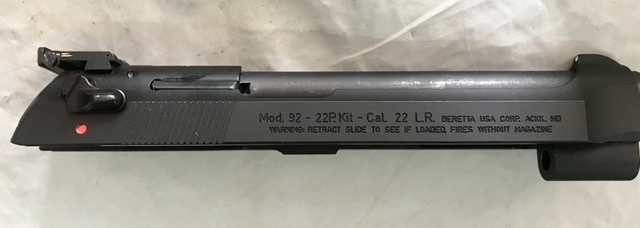 Mod. 92 - 22P. Kit - Cal. 22 L.R. BERETTA USA CORP. ACKK, MD
WARNING: RETRACT SLIDE TO SEE IF LOADED, FIRES WITHOUT MAGAZINE